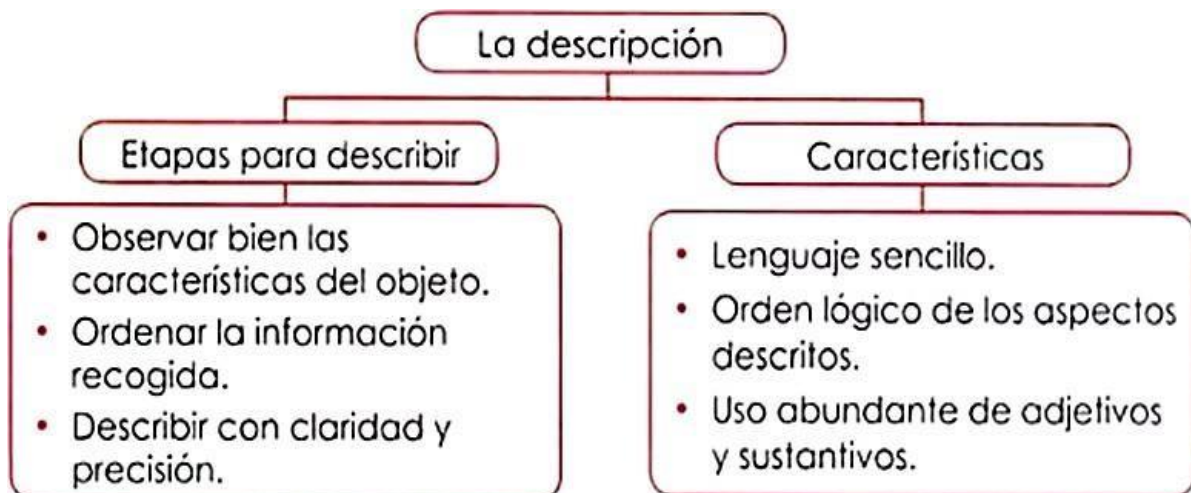 La descripción
Etapas para describir
• Observar bien las
características del objeto.
• Ordenar la información
recogida.
• Describir con claridad y
precisión.
Características
• Lenguaje sencillo.
• Orden lógico de los aspectos
descritos.
• Uso abundante de adjetivos
y sustantivos.